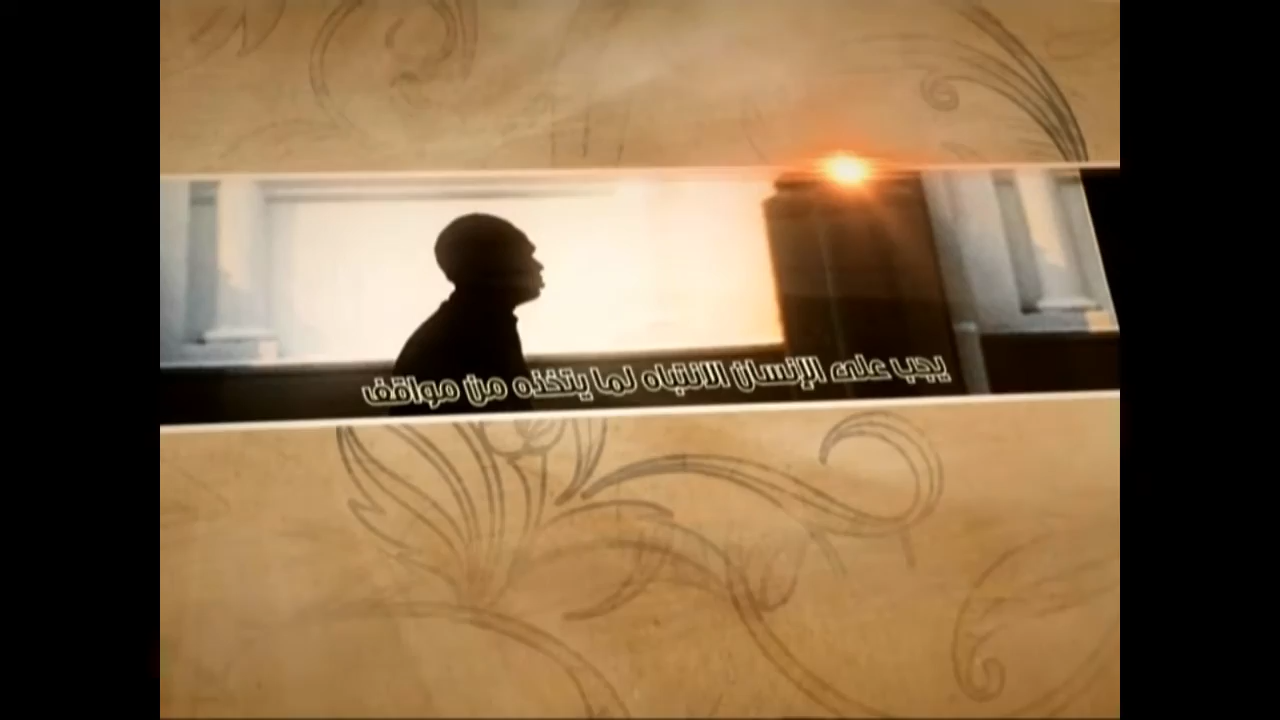 يجب على الإنسان الانتباه لما يتخذه من مواقف